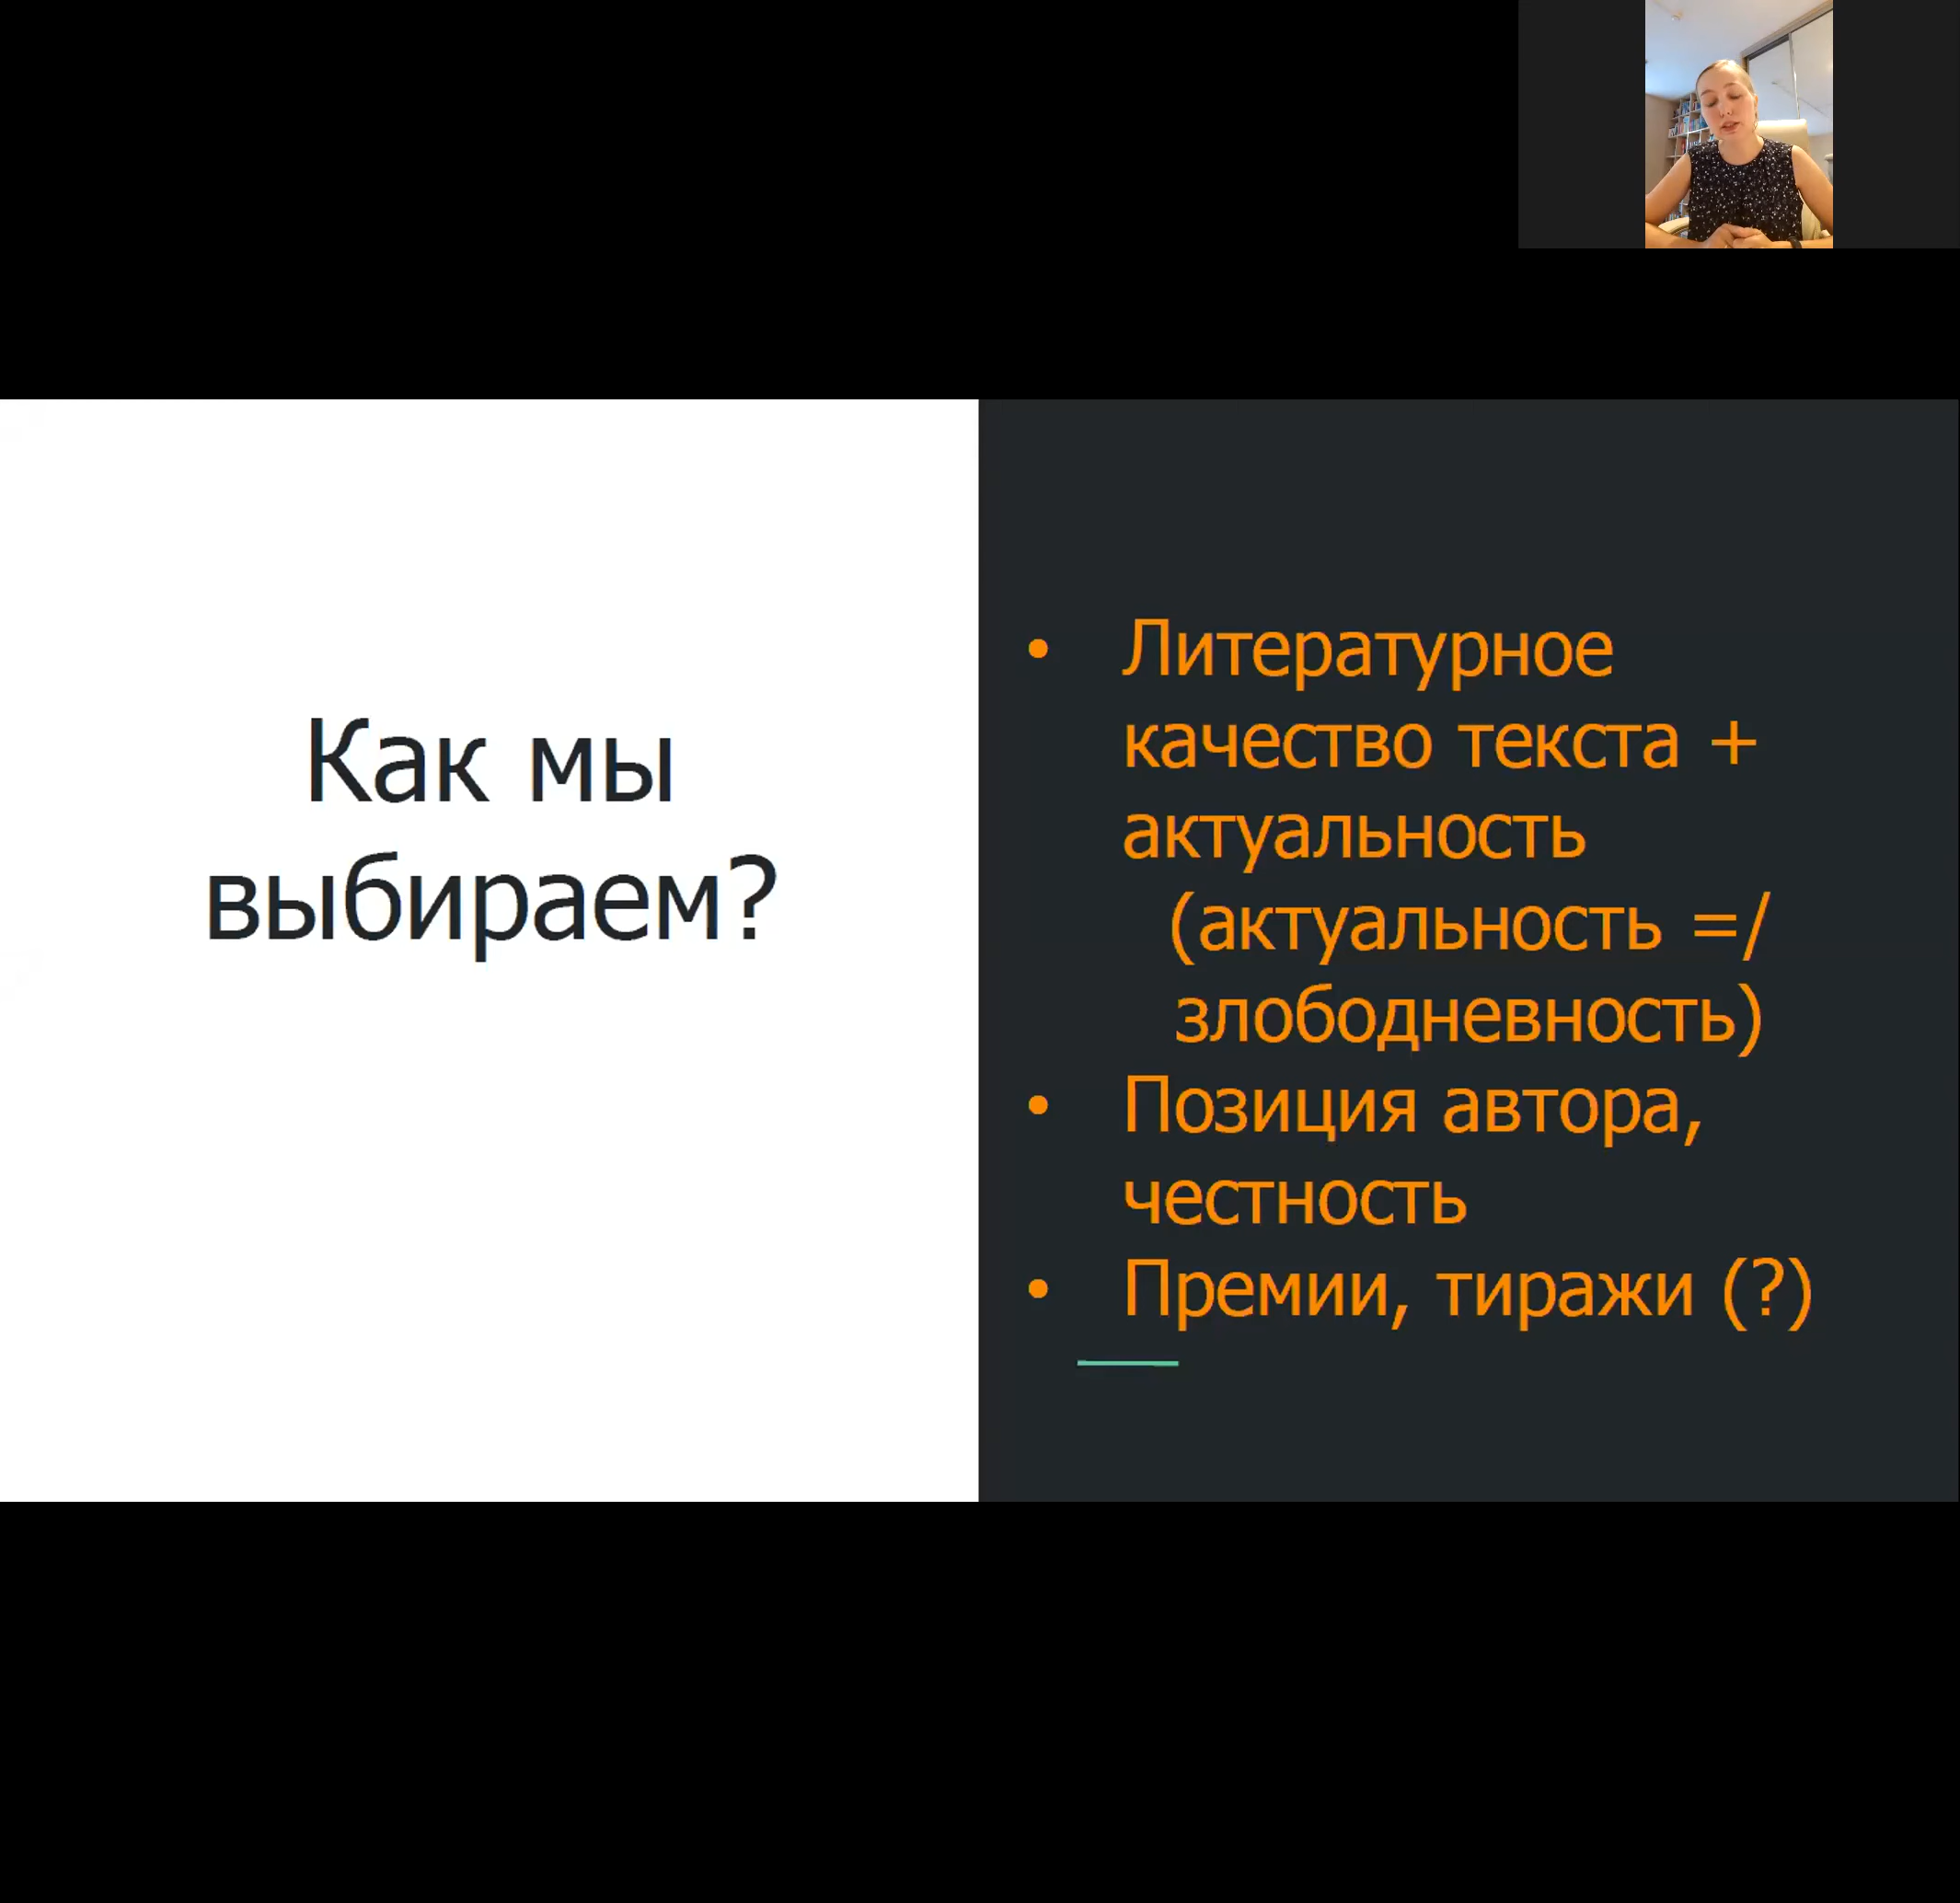 Как мы
выбираем?
• Литературное
качество текста +
актуальность
(актуальность =/
злободневность)
• Позиция автора,
честность
• Премии, тиражи (?)